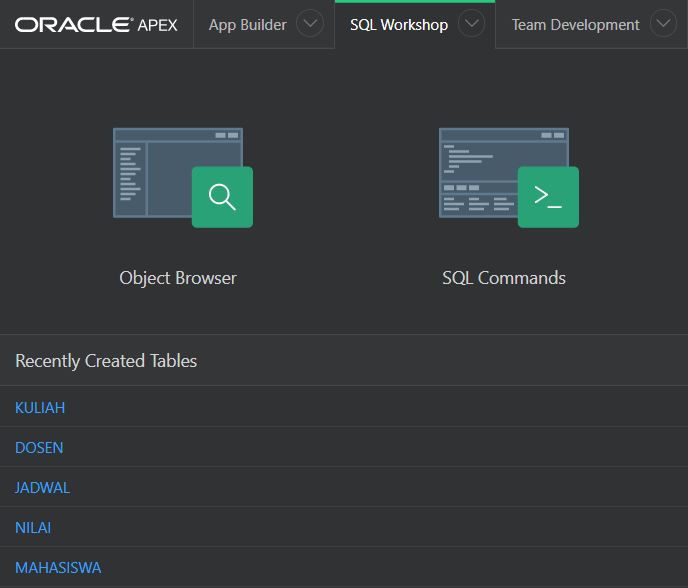 ORACLE® APEX App Builder SQL Workshop Team Development
Object Browser SQL Commands
Recently Created Tables
KULIAH
DOSEN
JADWAL
NILAI
MAHASISWA